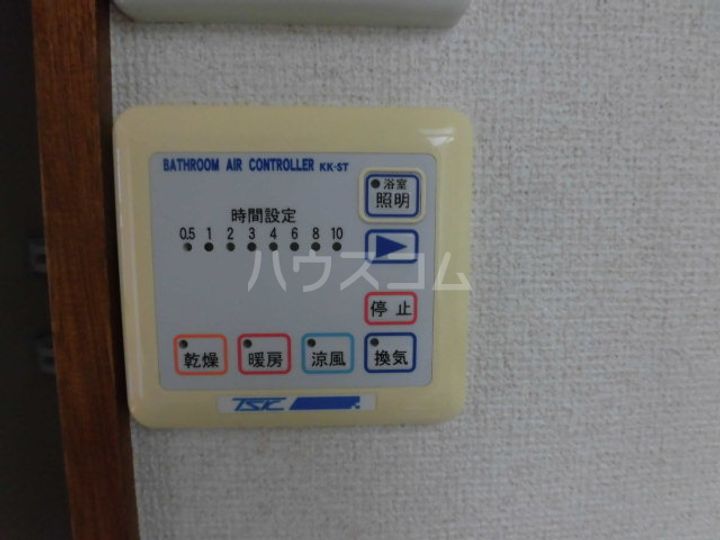 BATHROOM AIR CONTROLLER KK-ST
浴室
照明
時間設定
0.5 1 2 3 4 6 8 10
ハウスコム
停止
乾燥 暖房 涼風 換気
TSK